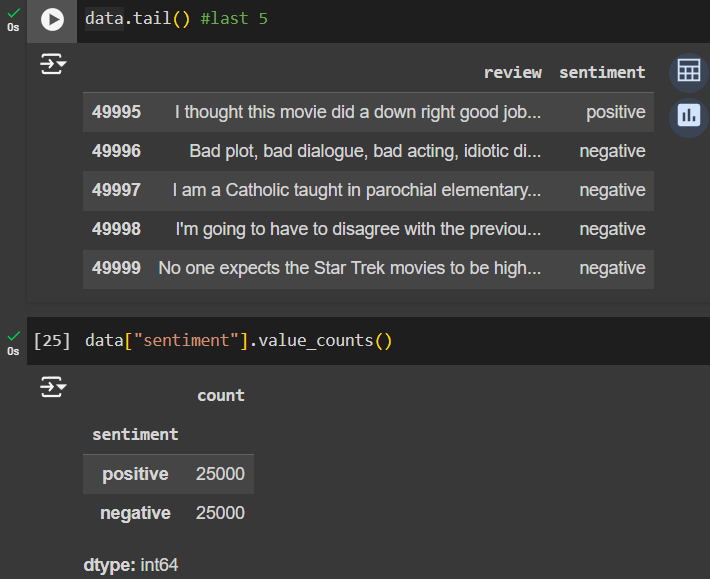 data.tail() #last 5
0s
review sentiment
49995 I thought this movie did a down right good job... positive
49996 Bad plot, bad dialogue, bad acting, idiotic di... negative
49997 I am a Catholic taught in parochial elementary... negative
49998 I'm going to have to disagree with the previou... negative
49999 No one expects the Star Trek movies to be high... negative
[25] data["sentiment"].value_counts()
0s
count
sentiment
positive 25000
negative 25000
dtype: int64